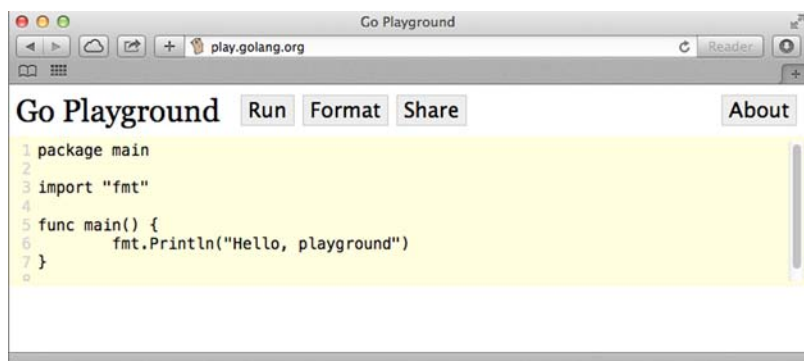 Go Playground
play.golang.org
Reader
Go Playground Run Format Share About
1 package main
2
3 import "fmt"
4
5 func main() {
6 fmt.Println("Hello, playground")
7 }
8